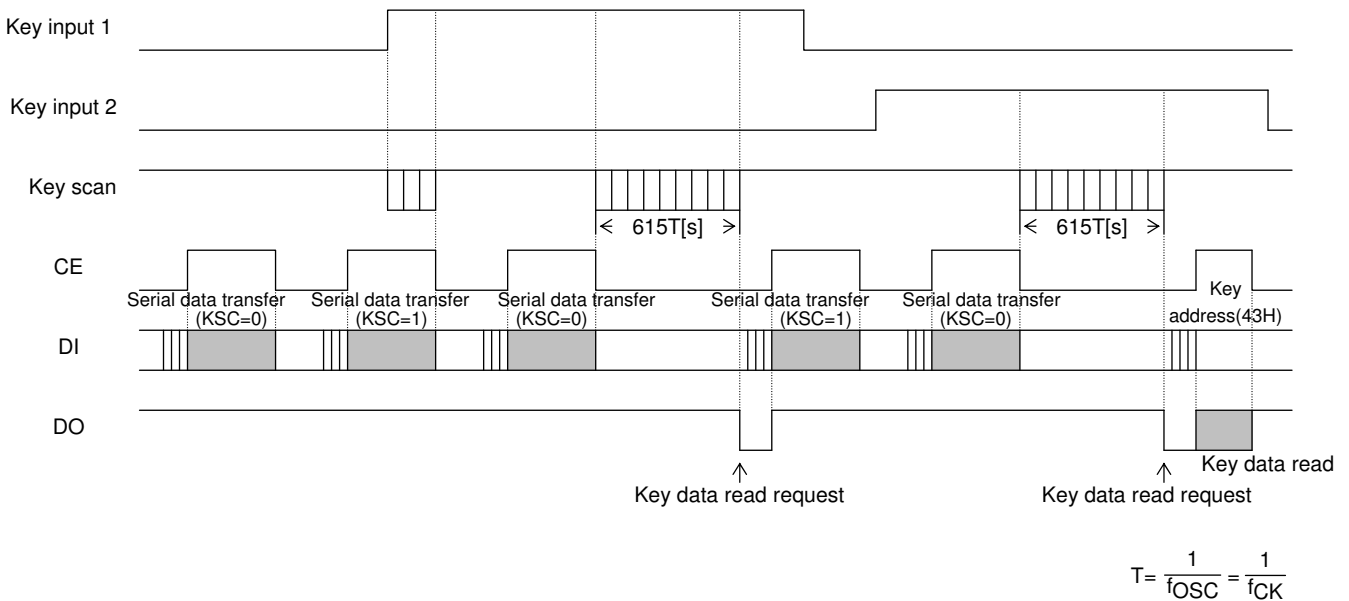 Key input 1
Key input 2
Key scan
615T[s]
615T[s]
CE
Serial data transfer
(KSC=0)
Serial data transfer
(KSC=1)
Serial data transfer
(KSC=0)
Serial data transfer
(KSC=1)
Serial data transfer
(KSC=0)
Key
address(43H)
DI
DO
Key data read
Key data read request
Key data read request
T= 1/fOSC = 1/fCK